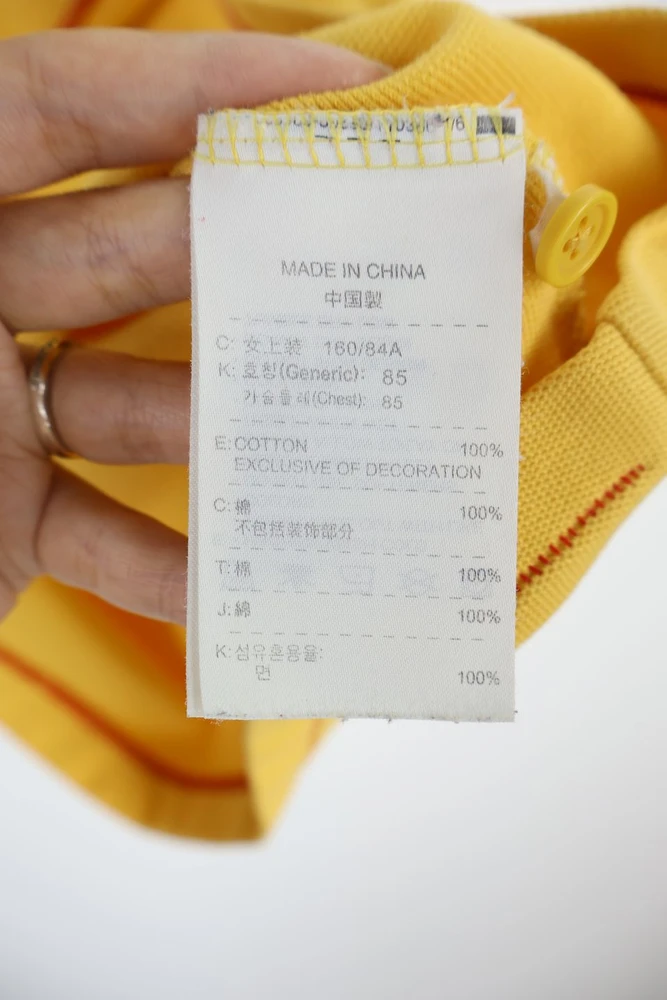 /6
MADE IN CHINA
中国製
C: 女上装 160/84A
K: 호칭(Generic): 85
가슴둘레(Chest): 85
E: COTTON 100%
EXCLUSIVE OF DECORATION
C: 棉 100%
不包括装饰部分
T: 棉 100%
J: 綿 100%
K: 섬유혼용율:
면 100%